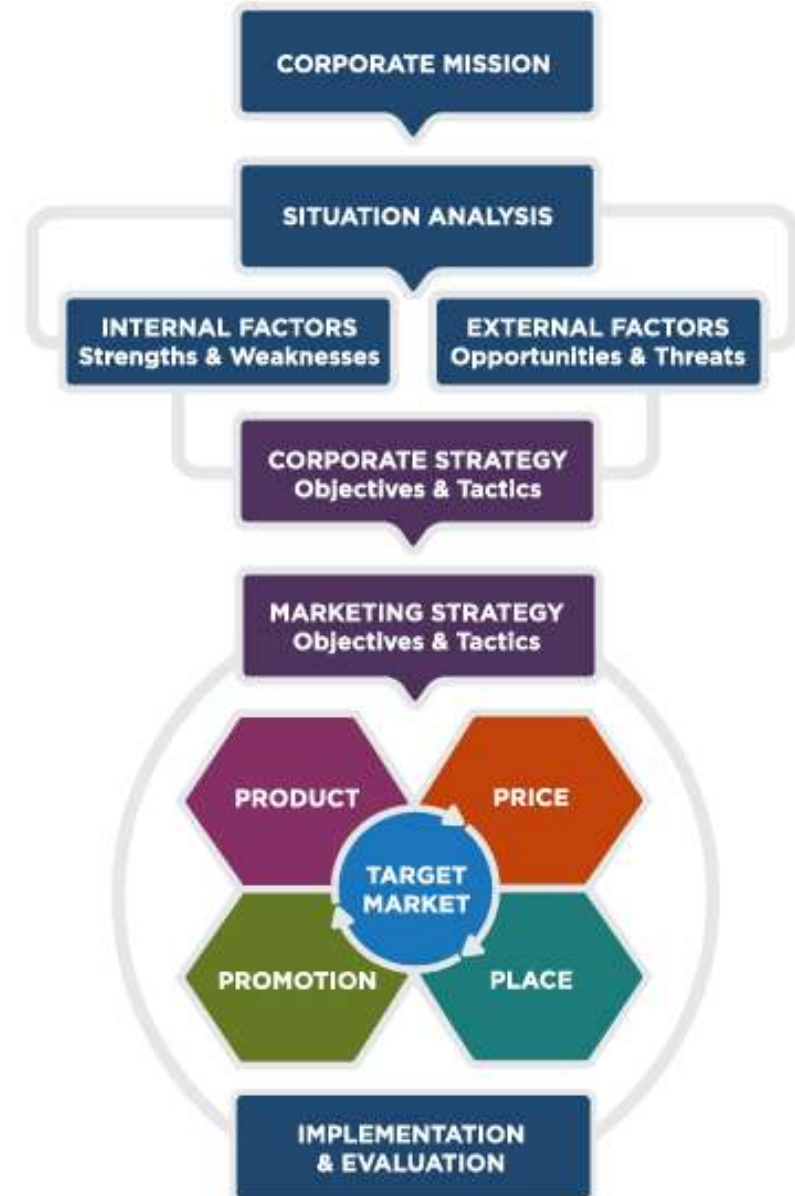 CORPORATE MISSION
SITUATION ANALYSIS
INTERNAL FACTORS
Strengths & Weaknesses
EXTERNAL FACTORS
Opportunities & Threats
CORPORATE STRATEGY
Objectives & Tactics
MARKETING STRATEGY
Objectives & Tactics
PRODUCT
PRICE
TARGET
MARKET
PROMOTION
PLACE
IMPLEMENTATION
& EVALUATION